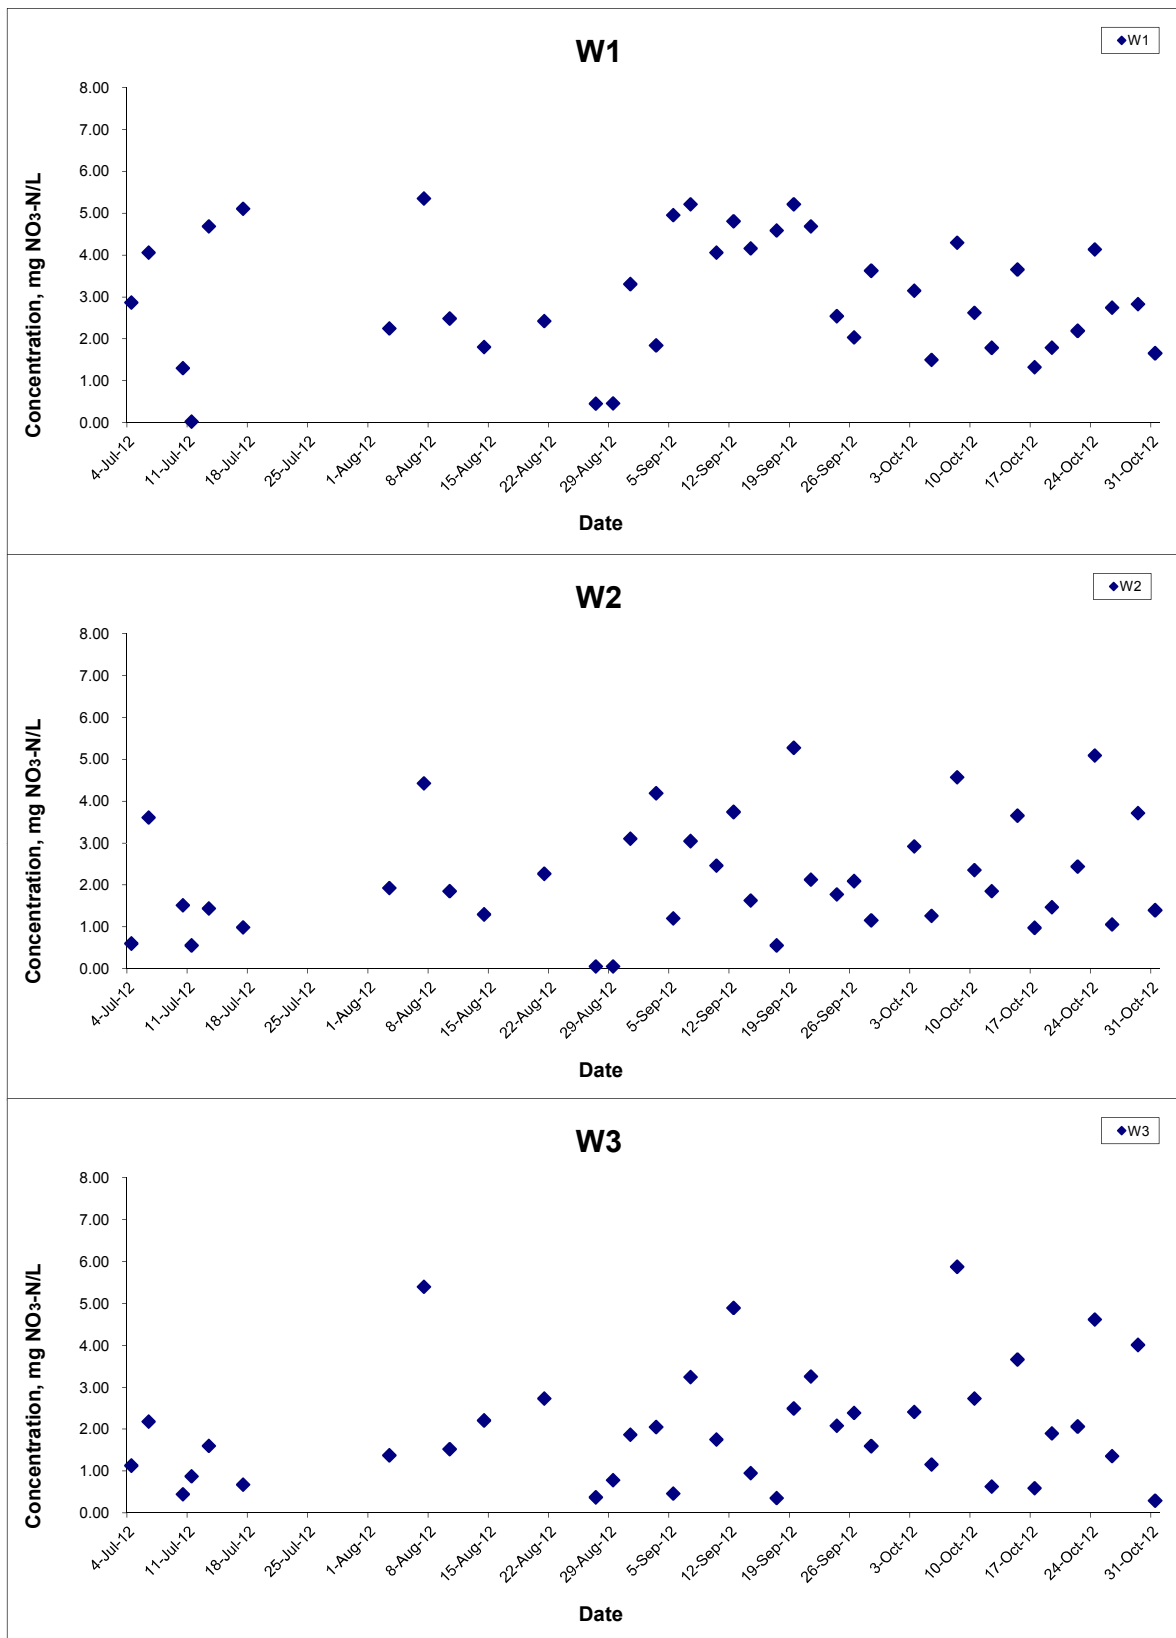 W1
W1
8.00
7.00
6.00
5.00
4.00
3.00
2.00
1.00
0.00
Concentration, mg NO3-N/L
4-Jul-12
11-Jul-12
18-Jul-12
25-Jul-12
1-Aug-12
8-Aug-12
15-Aug-12
22-Aug-12
29-Aug-12
5-Sep-12
12-Sep-12
19-Sep-12
26-Sep-12
3-Oct-12
10-Oct-12
17-Oct-12
24-Oct-12
31-Oct-12
Date
W2
W2
8.00
7.00
6.00
5.00
4.00
3.00
2.00
1.00
0.00
Concentration, mg NO3-N/L
4-Jul-12
11-Jul-12
18-Jul-12
25-Jul-12
1-Aug-12
8-Aug-12
15-Aug-12
22-Aug-12
29-Aug-12
5-Sep-12
12-Sep-12
19-Sep-12
26-Sep-12
3-Oct-12
10-Oct-12
17-Oct-12
24-Oct-12
31-Oct-12
Date
W3
W3
8.00
7.00
6.00
5.00
4.00
3.00
2.00
1.00
0.00
Concentration, mg NO3-N/L
4-Jul-12
11-Jul-12
18-Jul-12
25-Jul-12
1-Aug-12
8-Aug-12
15-Aug-12
22-Aug-12
29-Aug-12
5-Sep-12
12-Sep-12
19-Sep-12
26-Sep-12
3-Oct-12
10-Oct-12
17-Oct-12
24-Oct-12
31-Oct-12
Date